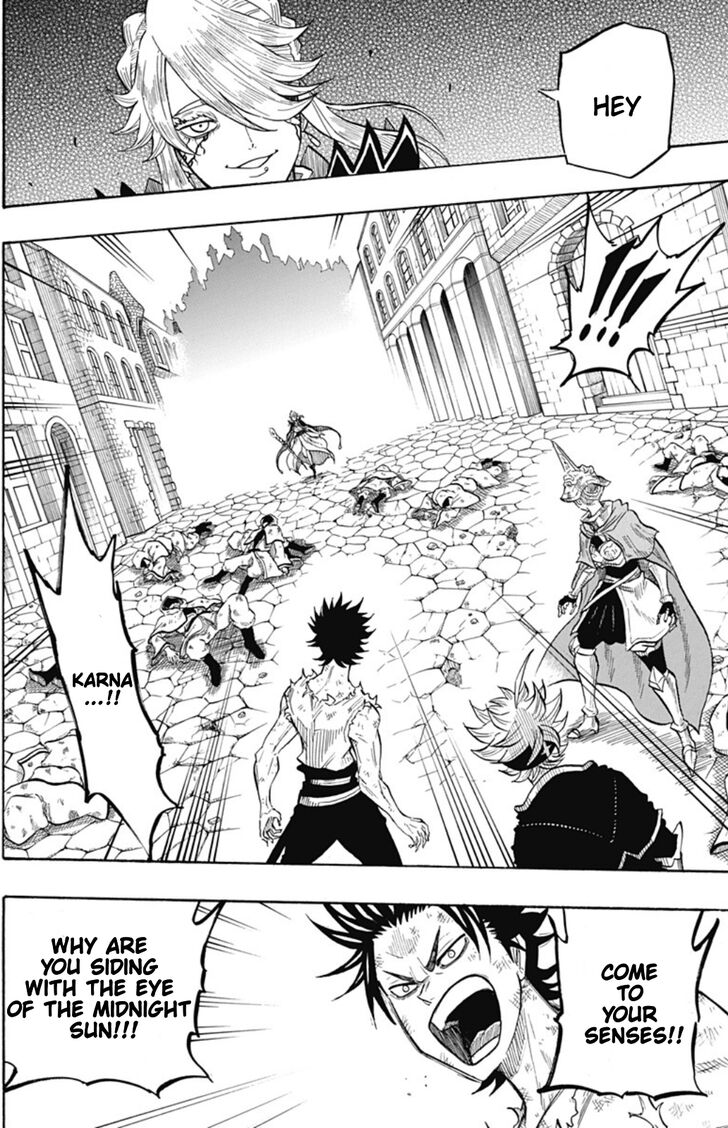 HEY
!!!
COME
TO
YOUR
SENSES!!
KARNA
...!!
WHY ARE
YOU SIDING
WITH THE EYE
OF THE MIDNIGHT
SUN!!!